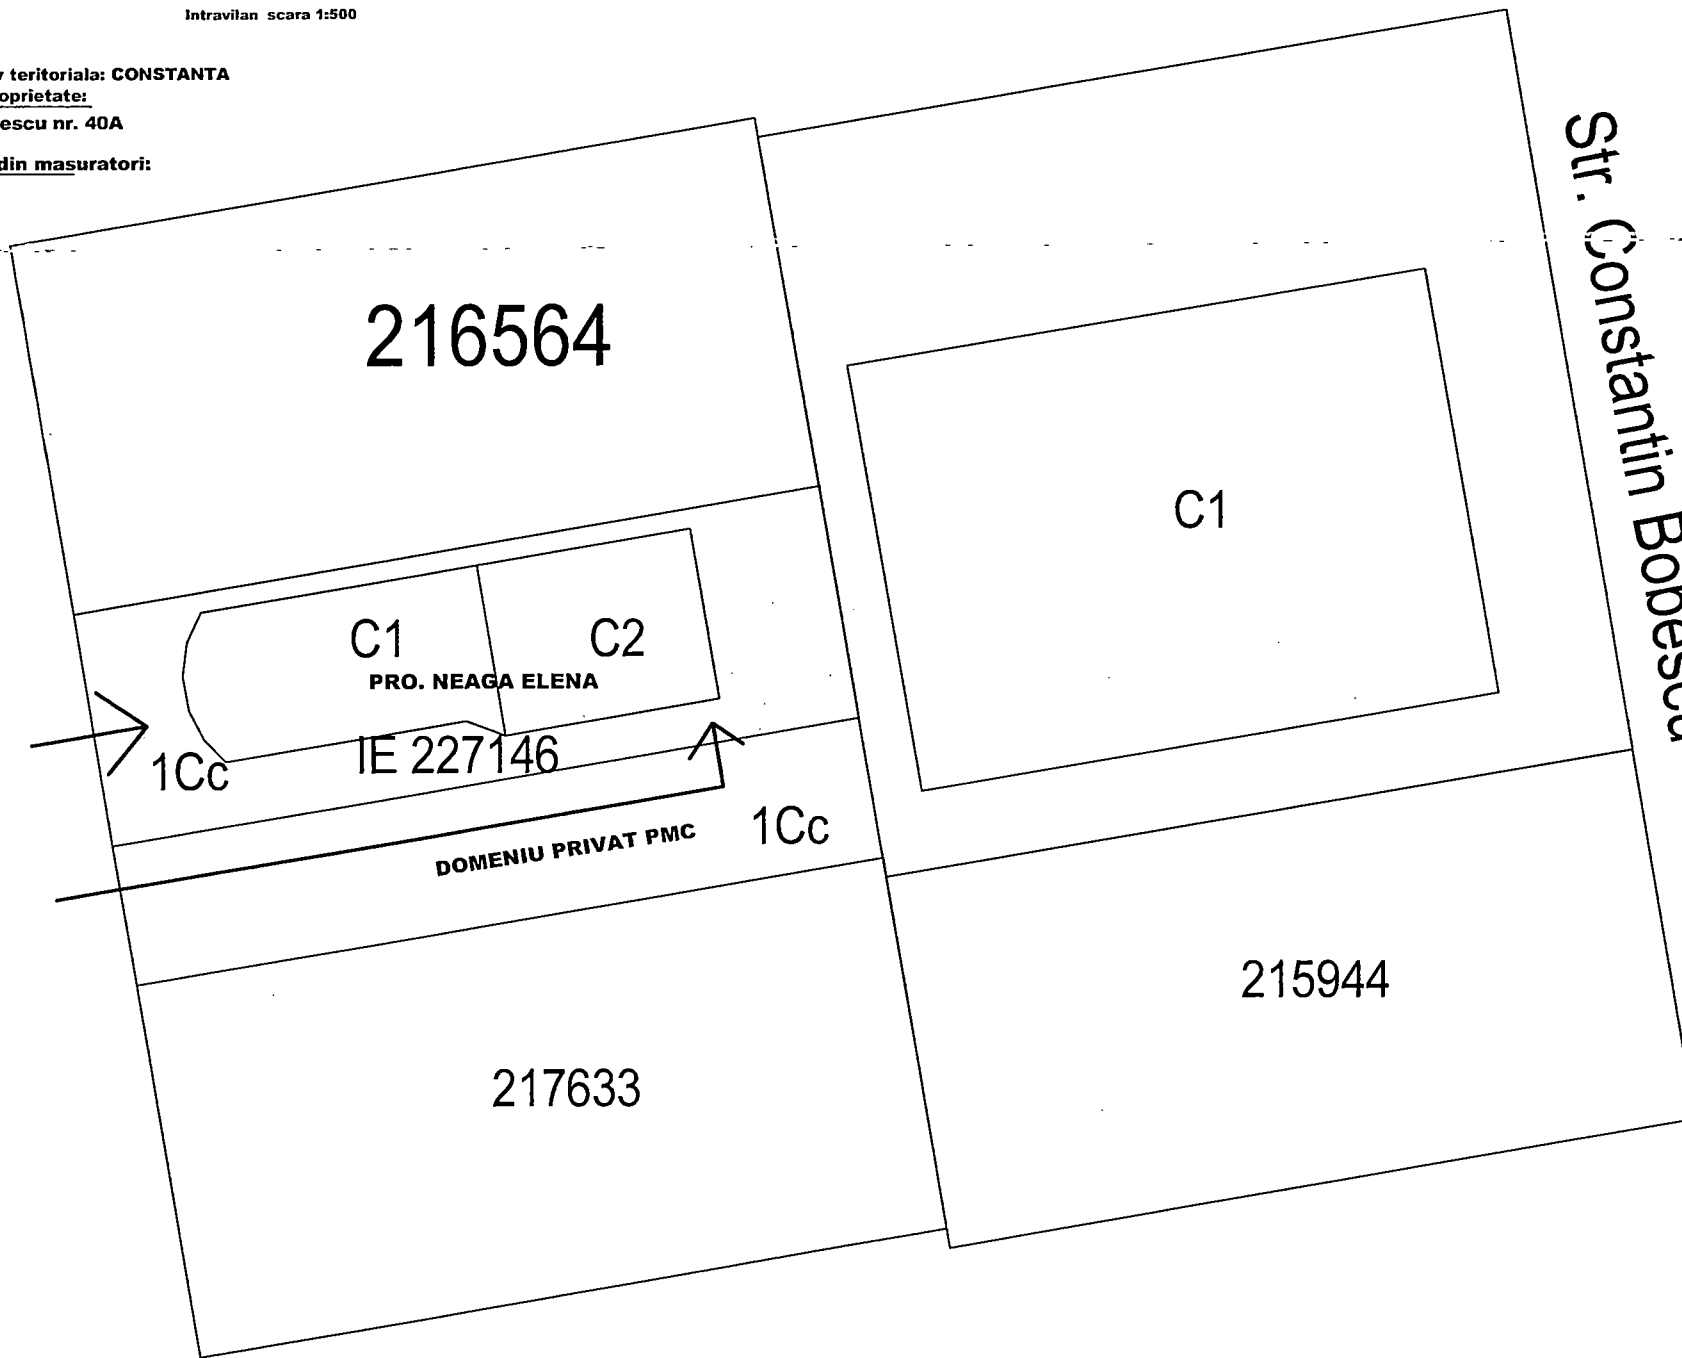 Intravilan scara 1:500
teritoriala: CONSTANTA
oprietate:
escu nr. 40A
din masuratori:
Str. Constantin Bobescu
216564
C1
C1
C2
PRO. NEAGA ELENA
IE 227146
1Cc
1Cc
DOMENIU PRIVAT PMC
215944
217633